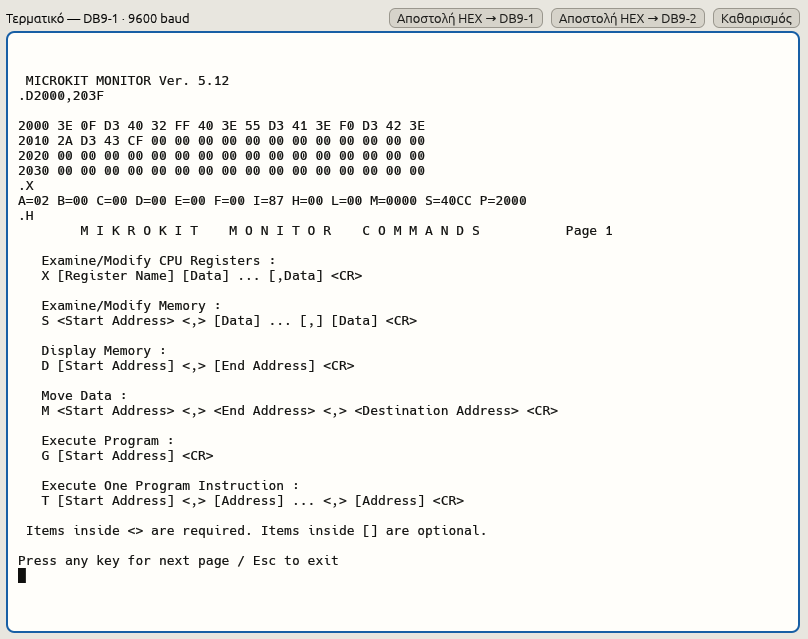 Τερματικό — DB9-1 · 9600 baud
Αποστολή HEX → DB9-1
Αποστολή HEX → DB9-2
Καθαρισμός
MICROKIT MONITOR Ver. 5.12
.D2000,203F
2000 3E 0F D3 40 32 FF 40 3E 55 D3 41 3E F0 D3 42 3E
2010 2A D3 43 CF 00 00 00 00 00 00 00 00 00 00 00 00
2020 00 00 00 00 00 00 00 00 00 00 00 00 00 00 00 00
2030 00 00 00 00 00 00 00 00 00 00 00 00 00 00 00 00
.X
A=02 B=00 C=00 D=00 E=00 F=00 I=87 H=00 L=00 M=0000 S=40CC P=2000
.H
M I K R O K I T    M O N I T O R    C O M M A N D S           Page 1
Examine/Modify CPU Registers :
X [Register Name] [Data] ... [,Data] <CR>
Examine/Modify Memory :
S <Start Address> <,> [Data] ... [,] [Data] <CR>
Display Memory :
D [Start Address] <,> [End Address] <CR>
Move Data :
M <Start Address> <,> <End Address> <,> <Destination Address> <CR>
Execute Program :
G [Start Address] <CR>
Execute One Program Instruction :
T [Start Address] <,> [Address] ... <,> [Address] <CR>
Items inside <> are required. Items inside [] are optional.
Press any key for next page / Esc to exit